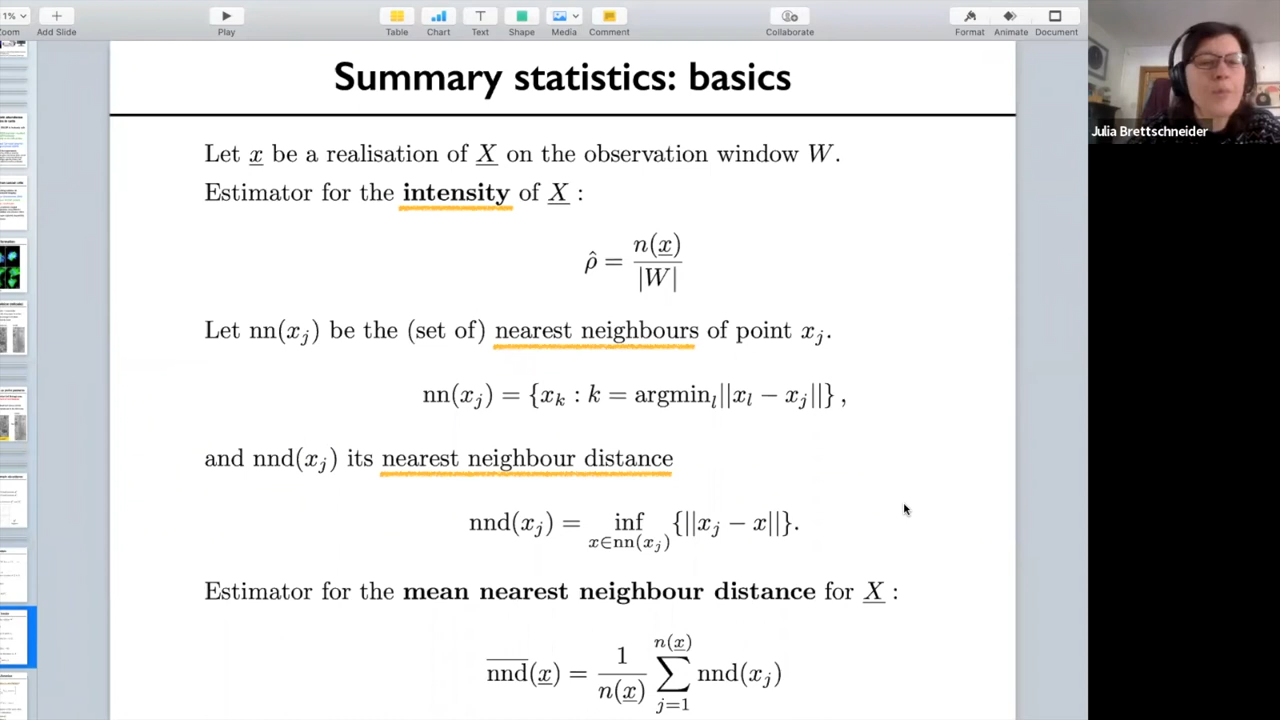 1%
Zoom
Add Slide
Play
Table
Chart
Text
Shape
Media
Comment
Collaborate
Format
Animate
Document
Summary statistics: basics
Let x be a realisation of X on the observation window W.
Estimator for the intensity of X :
ρ̂ = n(x) / |W|
Let nn(x_j) be the (set of) nearest neighbours of point x_j.
nn(x_j) = {x_k : k = argmin_l ||x_l − x_j||} ,
and nnd(x_j) its nearest neighbour distance
nnd(x_j) = inf_{x∈nn(x_j)} {||x_j − x||}.
Estimator for the mean nearest neighbour distance for X :
n̅n̅d̅(x) = 1 / n(x) ∑_{j=1}^{n(x)} nnd(x_j)
Julia Brettschneider